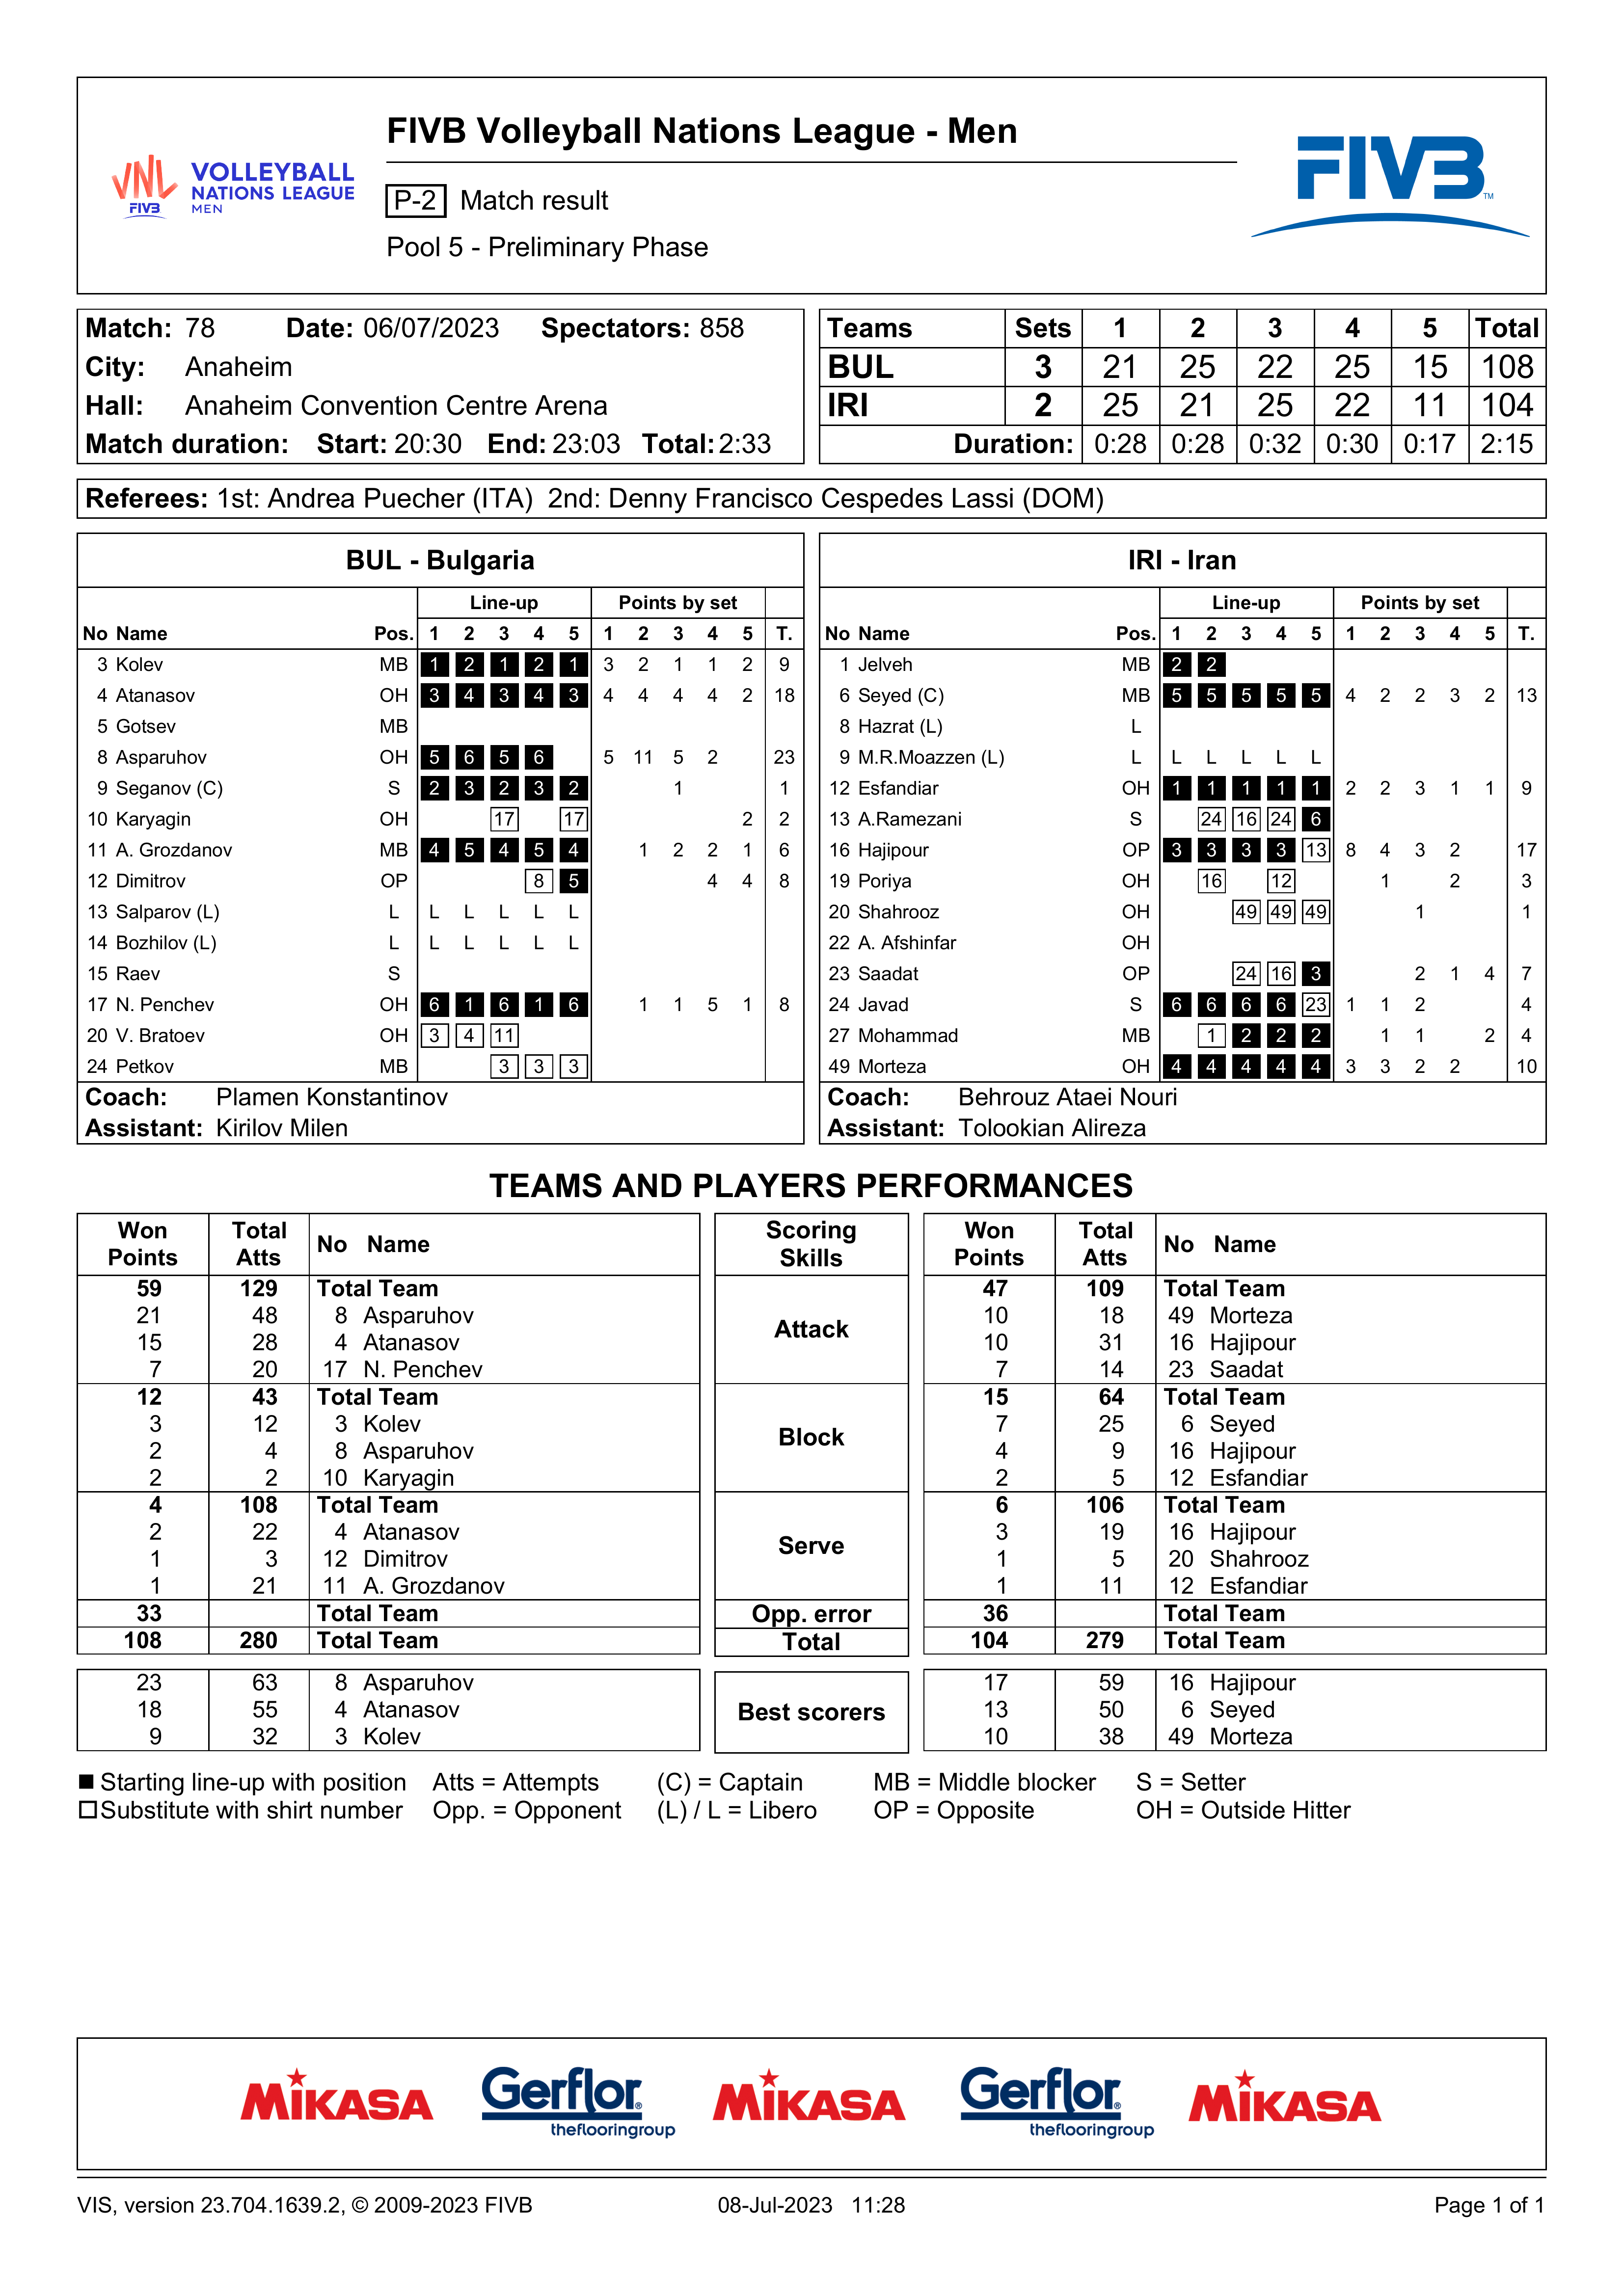 FIVB Volleyball Nations League - Men
VNL FIVB VOLLEYBALL NATIONS LEAGUE MEN
P-2 Match result
Pool 5 - Preliminary Phase
FIVB TM
Match: 78 Date: 06/07/2023 Spectators: 858
City: Anaheim
Hall: Anaheim Convention Centre Arena
Match duration: Start: 20:30 End: 23:03 Total: 2:33
Teams Sets 1 2 3 4 5 Total
BUL 3 21 25 22 25 15 108
IRI 2 25 21 25 22 11 104
Duration: 0:28 0:28 0:32 0:30 0:17 2:15
Referees: 1st: Andrea Puecher (ITA) 2nd: Denny Francisco Cespedes Lassi (DOM)
BUL - Bulgaria
Line-up Points by set
No Name Pos. 1 2 3 4 5 1 2 3 4 5 T.
3 Kolev MB 1 2 1 2 1 3 2 1 1 2 9
4 Atanasov OH 3 4 3 4 3 4 4 4 4 2 18
5 Gotsev MB
8 Asparuhov OH 5 6 5 6 5 11 5 2 23
9 Seganov (C) S 2 3 2 3 2 1 1
10 Karyagin OH 17 17 2 2
11 A. Grozdanov MB 4 5 4 5 4 1 2 2 1 6
12 Dimitrov OP 8 5 4 4 8
13 Salparov (L) L L L L L L
14 Bozhilov (L) L L L L L L
15 Raev S
17 N. Penchev OH 6 1 6 1 6 1 1 5 1 8
20 V. Bratoev OH 3 4 11
24 Petkov MB 3 3 3
Coach: Plamen Konstantinov
Assistant: Kirilov Milen
IRI - Iran
Line-up Points by set
No Name Pos. 1 2 3 4 5 1 2 3 4 5 T.
1 Jelveh MB 2 2
6 Seyed (C) MB 5 5 5 5 5 4 2 2 3 2 13
8 Hazrat (L) L
9 M.R.Moazzen (L) L L L L L L
12 Esfandiar OH 1 1 1 1 1 2 2 3 1 1 9
13 A.Ramezani S 24 16 24 6
16 Hajipour OP 3 3 3 3 13 8 4 3 2 17
19 Poriya OH 16 12 1 2 3
20 Shahrooz OH 49 49 49 1 1
22 A. Afshinfar OH
23 Saadat OP 24 16 3 2 1 4 7
24 Javad S 6 6 6 6 23 1 1 2 4
27 Mohammad MB 1 2 2 2 1 1 2 4
49 Morteza OH 4 4 4 4 4 3 3 2 2 10
Coach: Behrouz Ataei Nouri
Assistant: Tolookian Alireza
TEAMS AND PLAYERS PERFORMANCES
Won Points Total Atts No Name Scoring Skills Won Points Total Atts No Name
59 129 Total Team Attack 47 109 Total Team
21 48 8 Asparuhov 10 18 49 Morteza
15 28 4 Atanasov 10 31 16 Hajipour
7 20 17 N. Penchev 7 14 23 Saadat
12 43 Total Team Block 15 64 Total Team
3 12 3 Kolev 7 25 6 Seyed
2 4 8 Asparuhov 4 9 16 Hajipour
2 2 10 Karyagin 2 5 12 Esfandiar
4 108 Total Team Serve 6 106 Total Team
2 22 4 Atanasov 3 19 16 Hajipour
1 3 12 Dimitrov 1 5 20 Shahrooz
1 21 11 A. Grozdanov 1 11 12 Esfandiar
33 Total Team Opp. error 36 Total Team
108 280 Total Team Total 104 279 Total Team
23 63 8 Asparuhov Best scorers 17 59 16 Hajipour
18 55 4 Atanasov 13 50 6 Seyed
9 32 3 Kolev 10 38 49 Morteza
Starting line-up with position Atts = Attempts (C) = Captain MB = Middle blocker S = Setter
Substitute with shirt number Opp. = Opponent (L) / L = Libero OP = Opposite OH = Outside Hitter
MIKASA Gerflor® theflooringgroup MIKASA Gerflor® theflooringgroup MIKASA
VIS, version 23.704.1639.2, © 2009-2023 FIVB 08-Jul-2023 11:28 Page 1 of 1